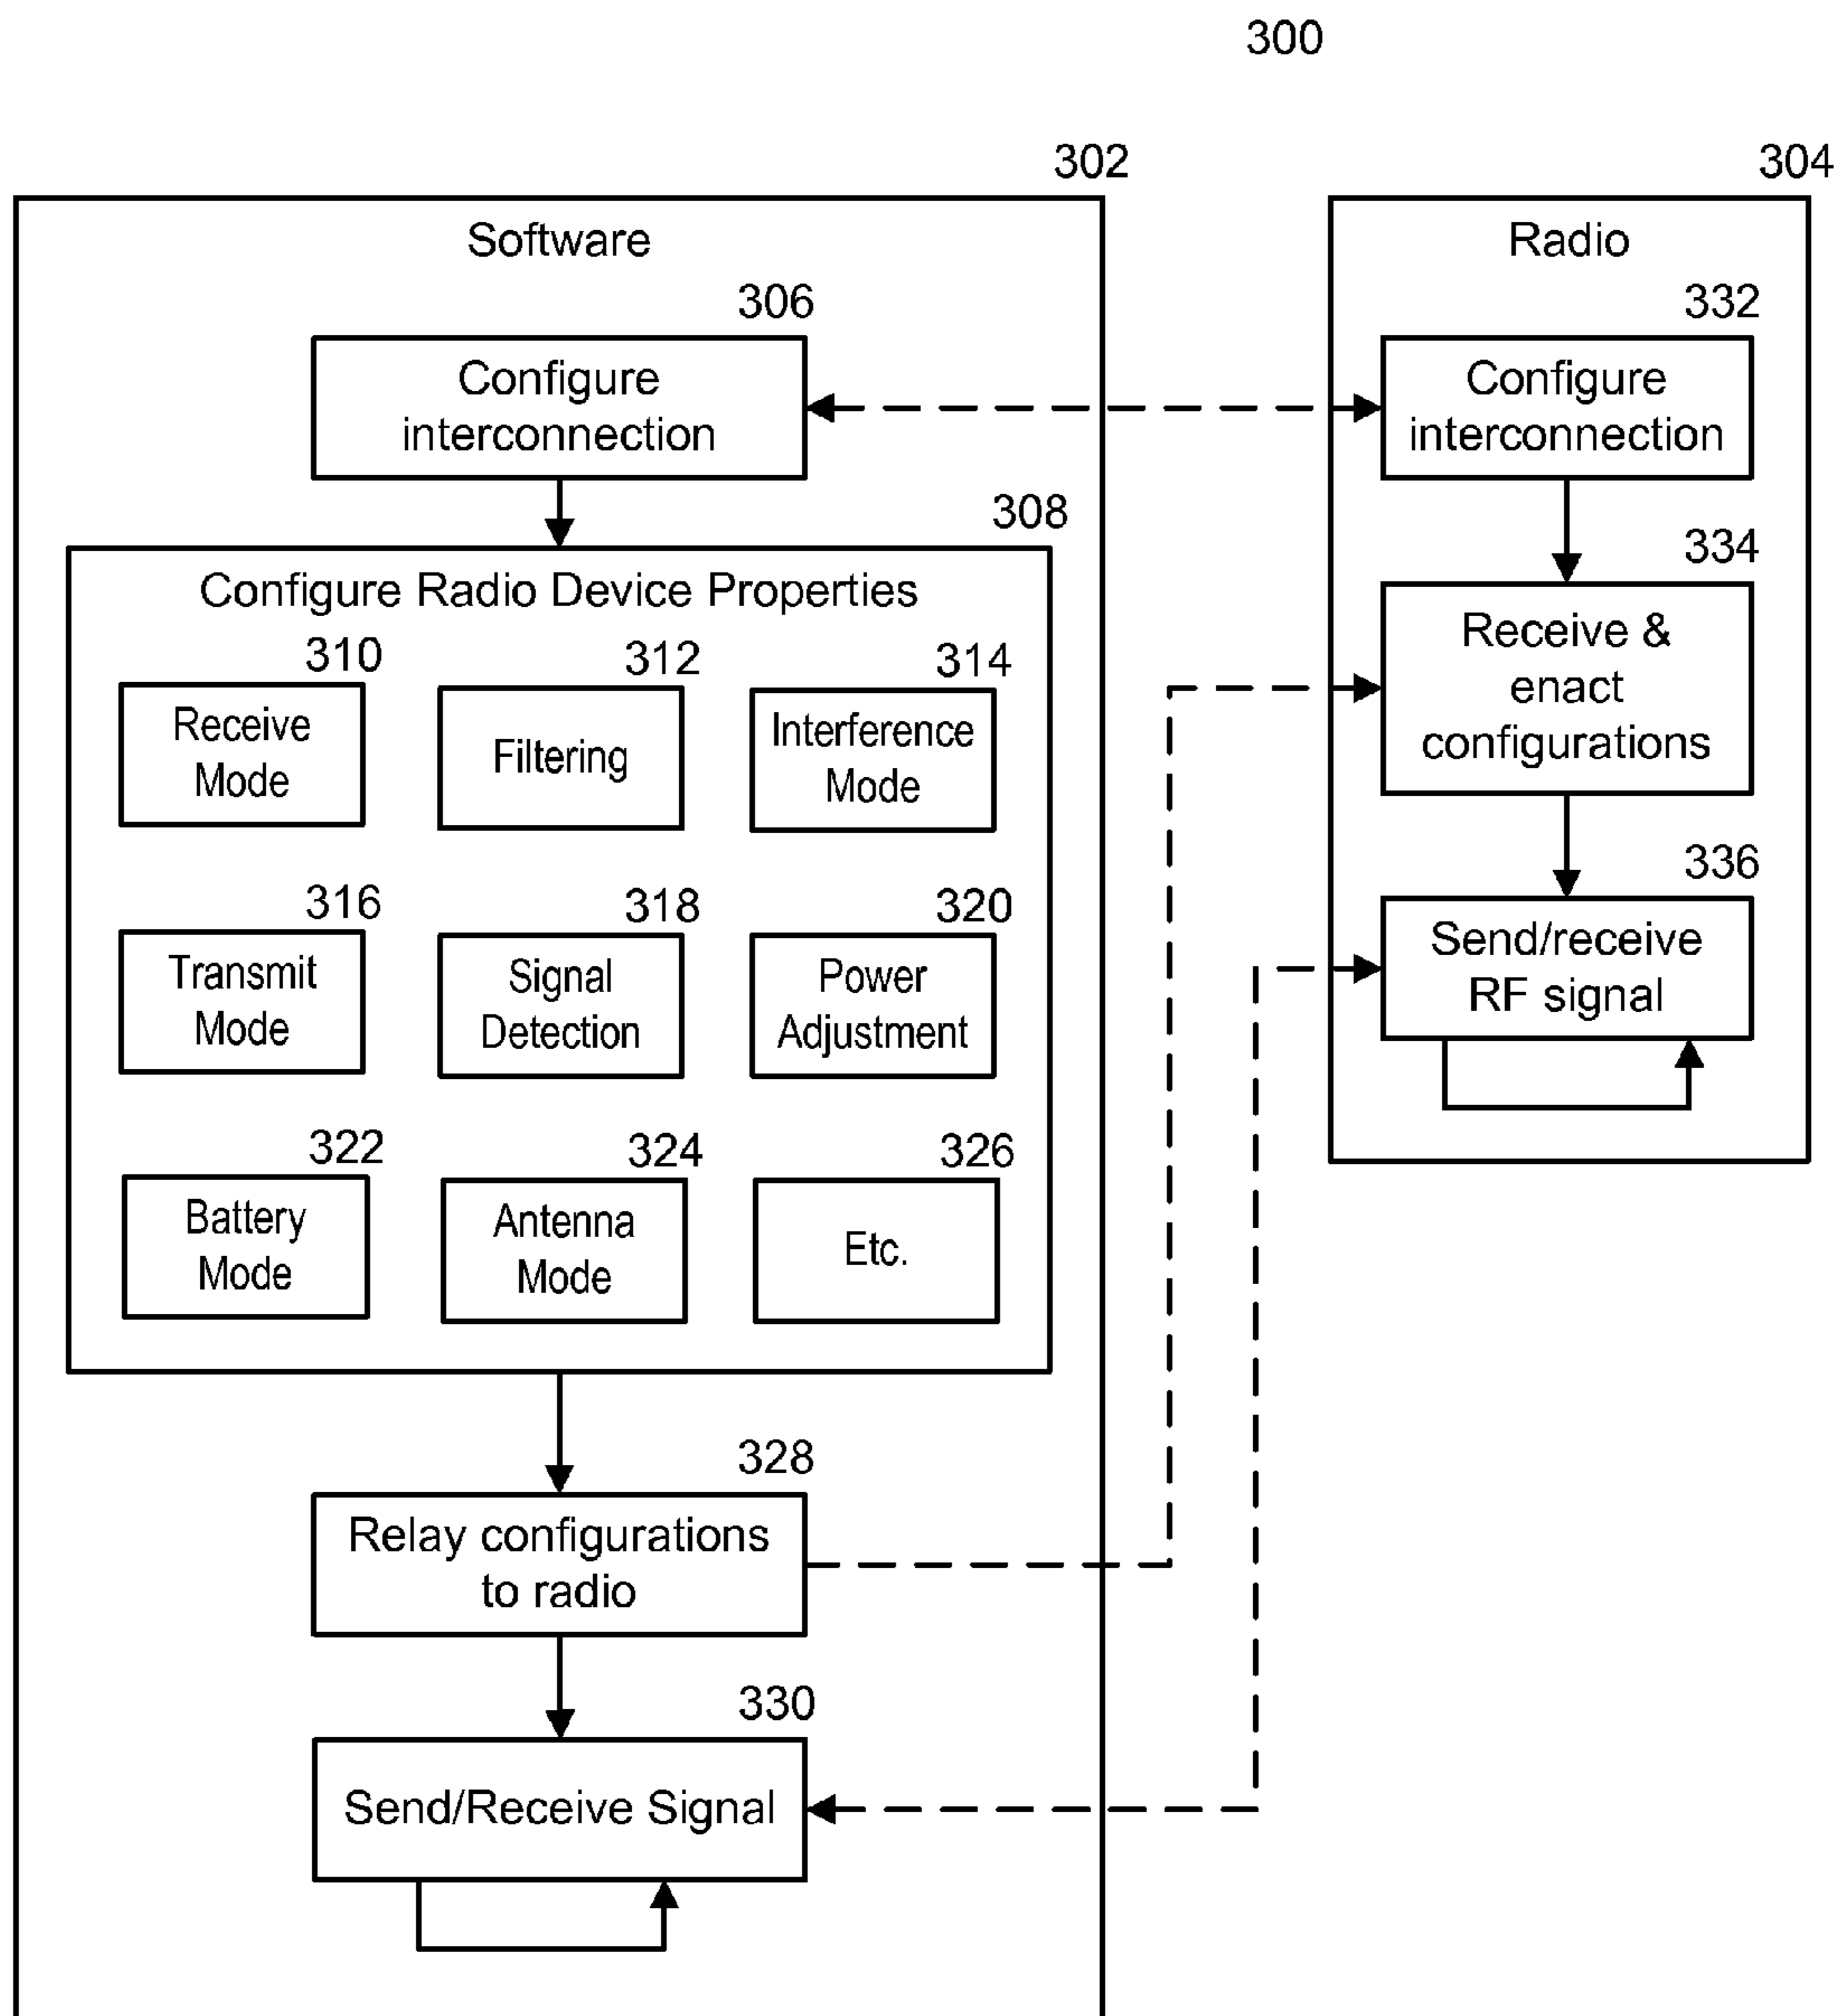 300
302
Software
306
Configure
interconnection
308
Configure Radio Device Properties
310
Receive
Mode
312
Filtering
314
Interference
Mode
316
Transmit
Mode
318
Signal
Detection
320
Power
Adjustment
322
Battery
Mode
324
Antenna
Mode
326
Etc.
328
Relay configurations
to radio
330
Send/Receive Signal
304
Radio
332
Configure
interconnection
334
Receive &
enact
configurations
336
Send/receive
RF signal